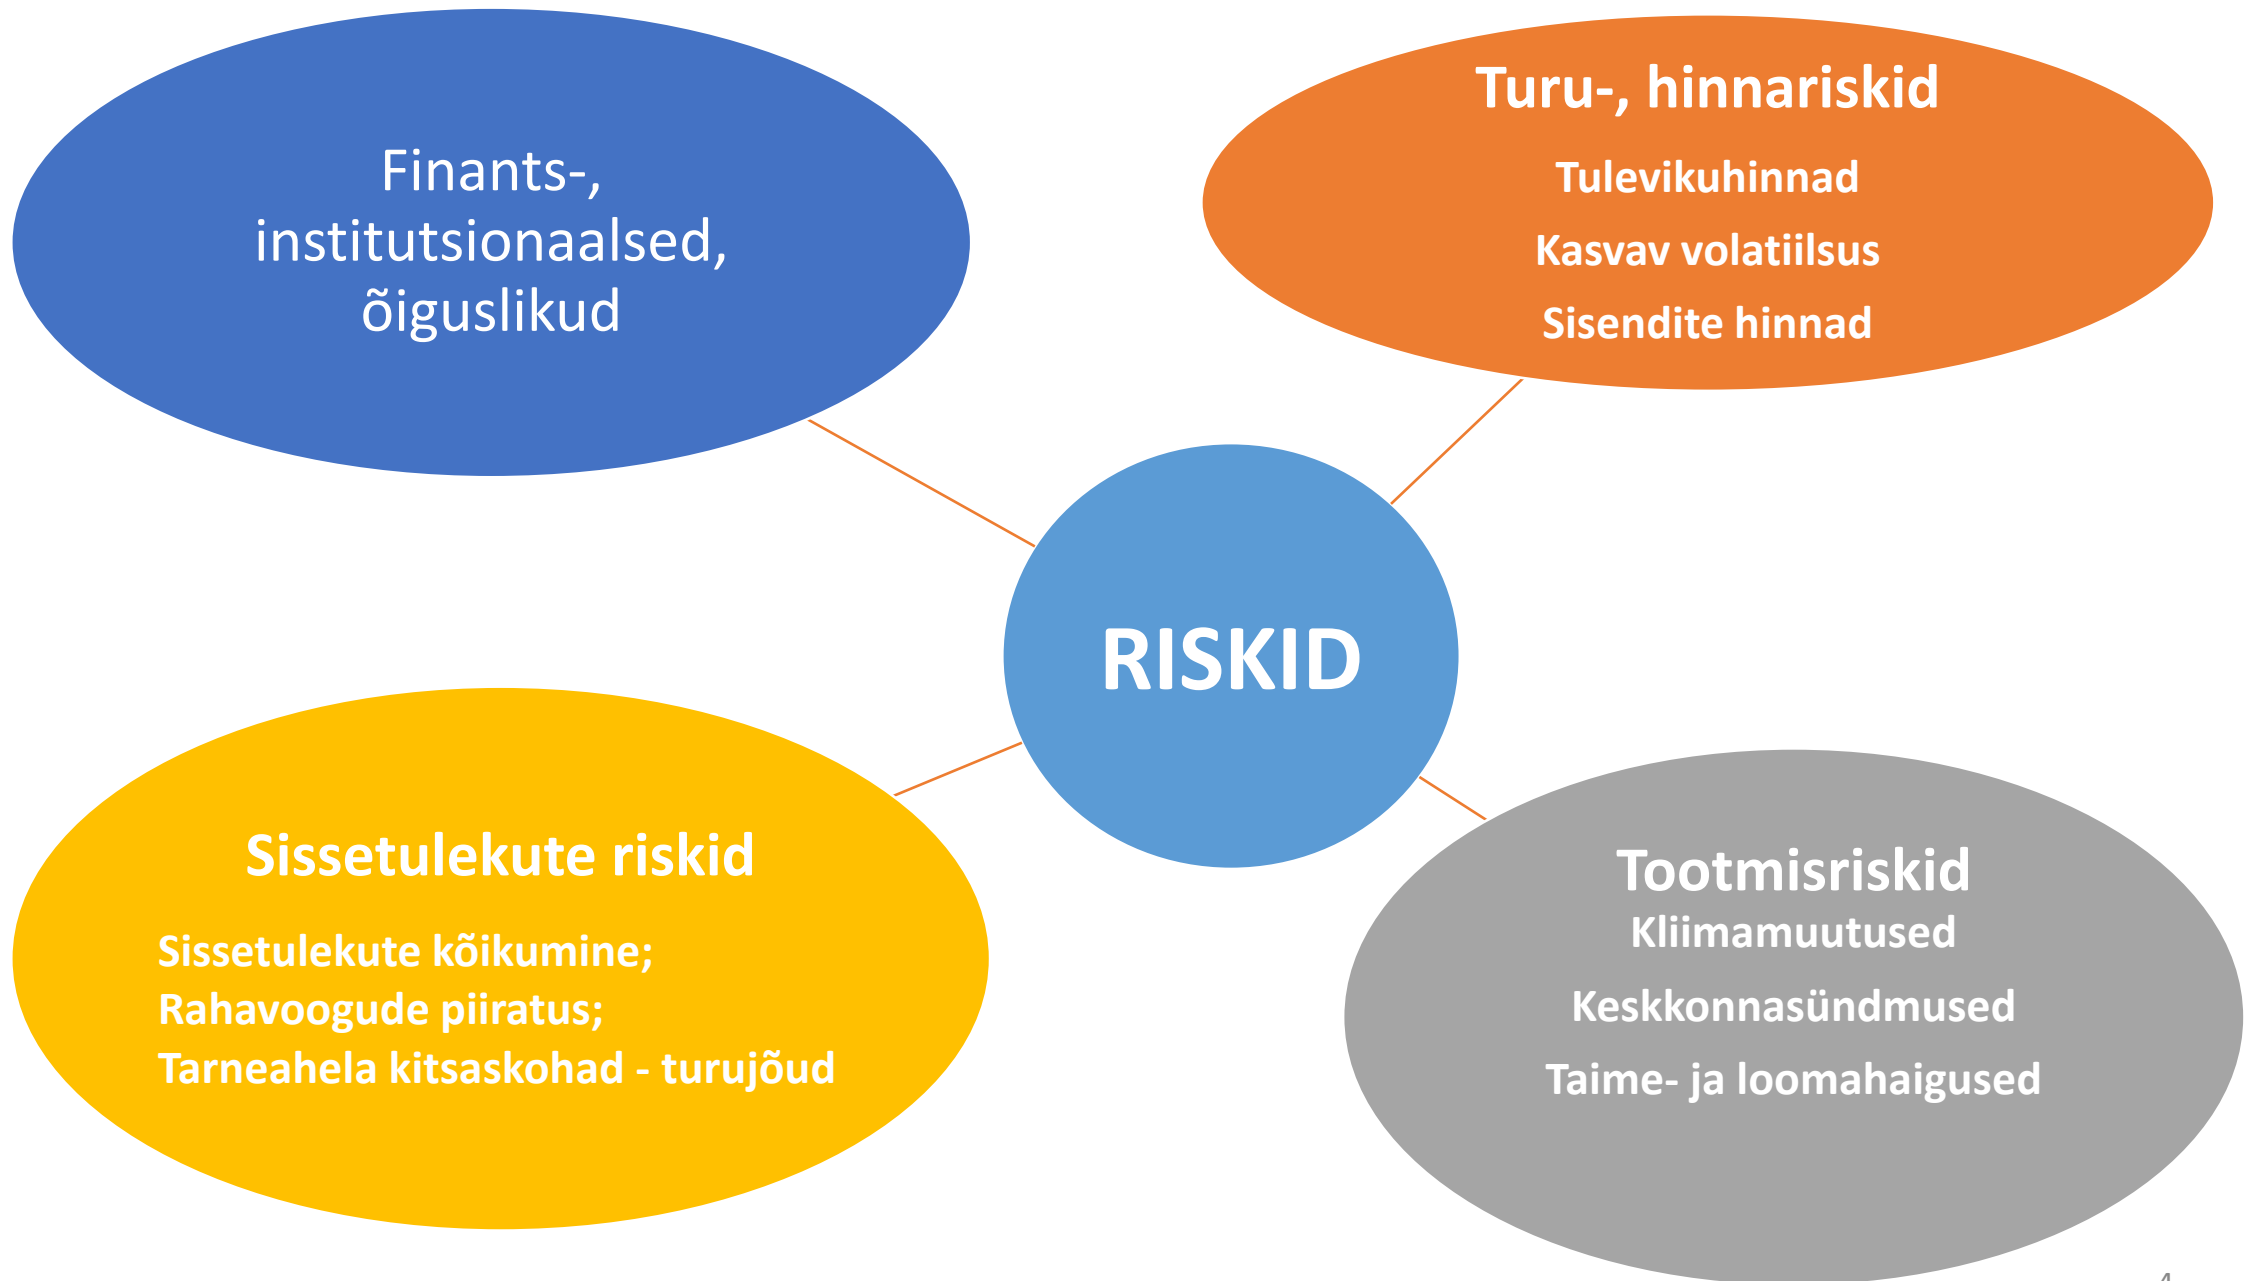 Finants-,
institutsionaalsed,
õiguslikud
Turu-, hinnariskid
Tulevikuhinnad
Kasvav volatiilsus
Sisendite hinnad
RISKID
Sissetulekute riskid
Sissetulekute kõikumine;
Rahavoogude piiratus;
Tarneahela kitsaskohad - turujõud
Tootmisriskid
Kliimamuutused
Keskkonnasündmused
Taime- ja loomahaigused
4